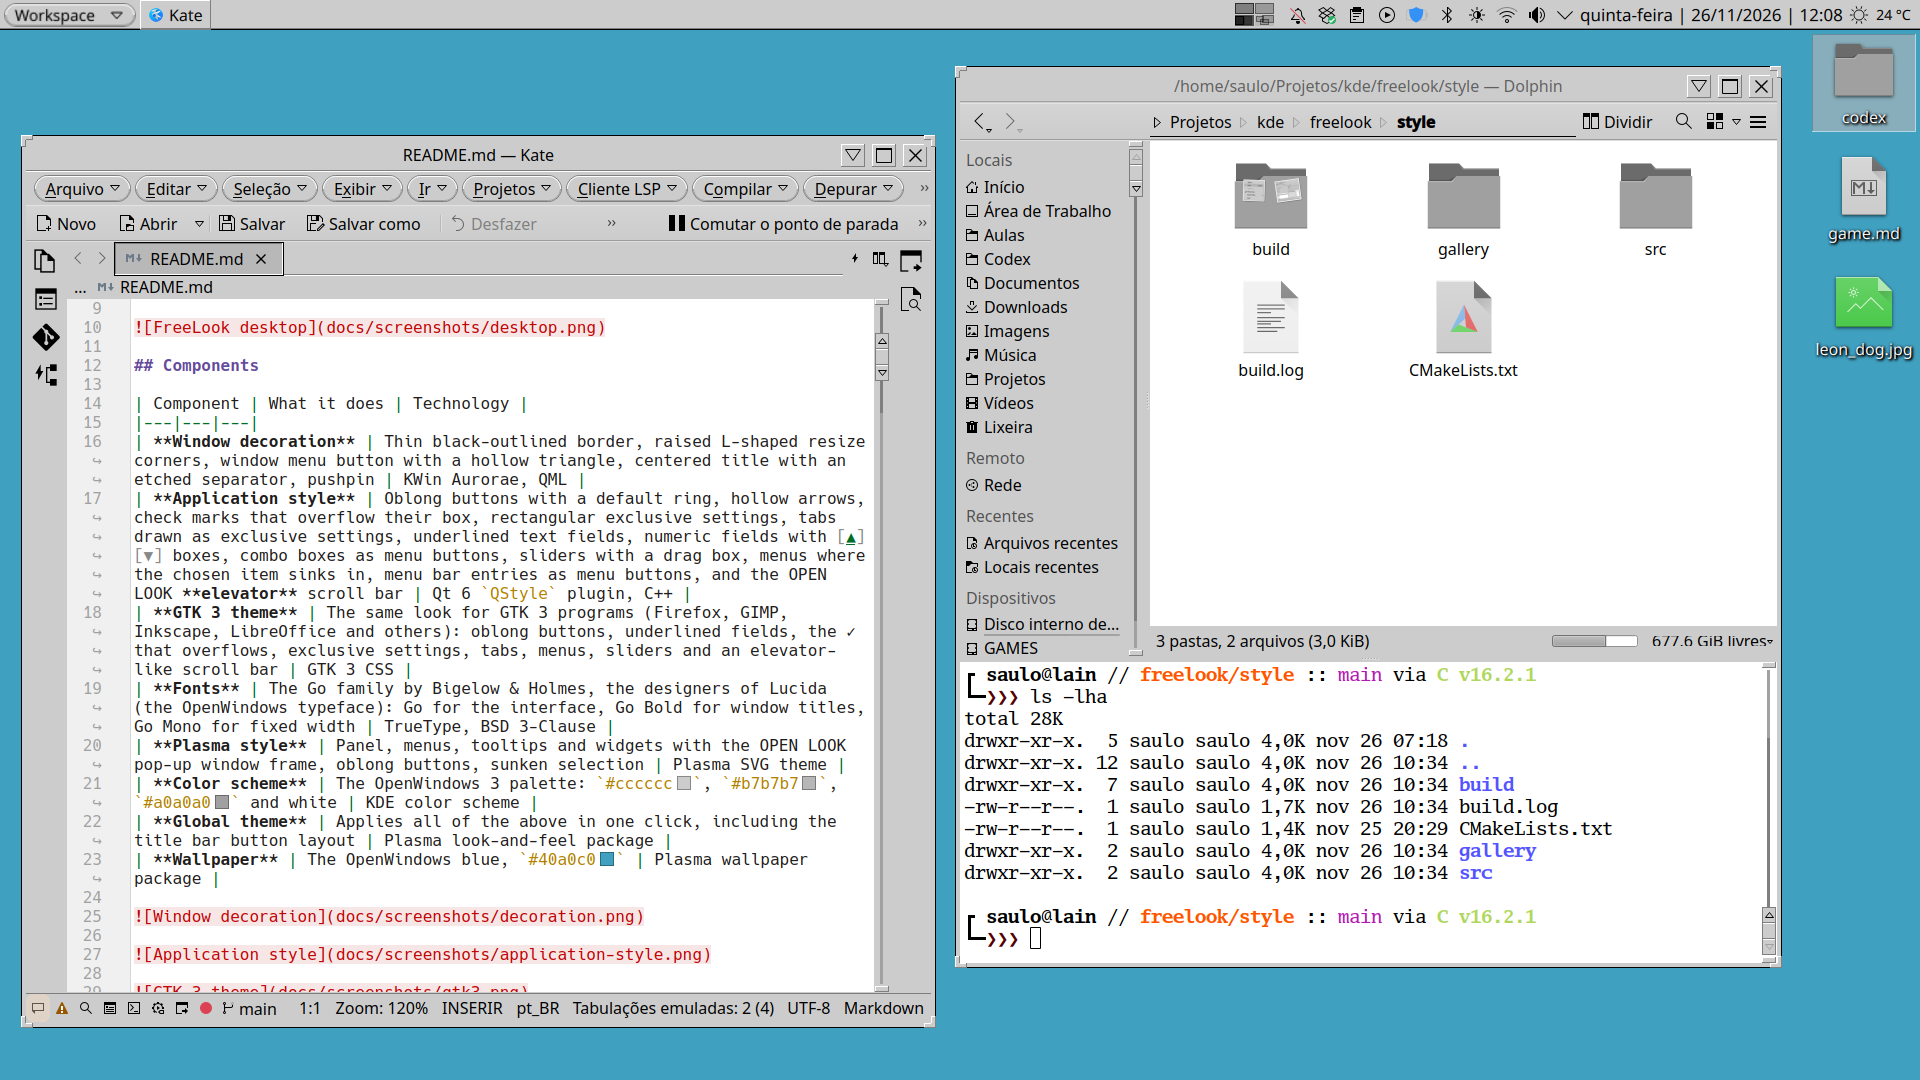 Workspace
Kate
quinta-feira | 26/11/2026 | 12:08
24 °C
codex
game.md
leon_dog.jpg
README.md — Kate
Arquivo
Editar
Seleção
Exibir
Ir
Projetos
Cliente LSP
Compilar
Depurar
»
Novo
Abrir
Salvar
Salvar como
Desfazer
»
Comutar o ponto de parada
»
README.md
... README.md
9
10 ![FreeLook desktop](docs/screenshots/desktop.png)
11
12 ## Components
13
14 | Component | What it does | Technology |
15 |---|---|---|
16 | **Window decoration** | Thin black-outlined border, raised L-shaped resize
corners, window menu button with a hollow triangle, centered title with an
etched separator, pushpin | KWin Aurorae, QML |
17 | **Application style** | Oblong buttons with a default ring, hollow arrows,
check marks that overflow their box, rectangular exclusive settings, tabs
drawn as exclusive settings, underlined text fields, numeric fields with [▲]
[▼] boxes, combo boxes as menu buttons, sliders with a drag box, menus where
the chosen item sinks in, menu bar entries as menu buttons, and the OPEN
LOOK **elevator** scroll bar | Qt 6 `QStyle` plugin, C++ |
18 | **GTK 3 theme** | The same look for GTK 3 programs (Firefox, GIMP,
Inkscape, LibreOffice and others): oblong buttons, underlined fields, the ✓
that overflows, exclusive settings, tabs, menus, sliders and an elevator-
like scroll bar | GTK 3 CSS |
19 | **Fonts** | The Go family by Bigelow & Holmes, the designers of Lucida
(the OpenWindows typeface): Go for the interface, Go Bold for window titles,
Go Mono for fixed width | TrueType, BSD 3-Clause |
20 | **Plasma style** | Panel, menus, tooltips and widgets with the OPEN LOOK
pop-up window frame, oblong buttons, sunken selection | Plasma SVG theme |
21 | **Color scheme** | The OpenWindows 3 palette: `#cccccc`, `#b7b7b7`,
`#a0a0a0` and white | KDE color scheme |
22 | **Global theme** | Applies all of the above in one click, including the
title bar button layout | Plasma look-and-feel package |
23 | **Wallpaper** | The OpenWindows blue, `#40a0c0` | Plasma wallpaper
package |
24
25 ![Window decoration](docs/screenshots/decoration.png)
26
27 ![Application style](docs/screenshots/application-style.png)
28
29 ![GTK 3 theme](docs/screenshots/gtk3.png)
main
1:1
Zoom: 120%
INSERIR
pt_BR
Tabulações emuladas: 2 (4)
UTF-8
Markdown
/home/saulo/Projetos/kde/freelook/style — Dolphin
Projetos
kde
freelook
style
Dividir
Locais
Início
Área de Trabalho
Aulas
Codex
Documentos
Downloads
Imagens
Música
Projetos
Vídeos
Lixeira
Remoto
Rede
Recentes
Arquivos recentes
Locais recentes
Dispositivos
Disco interno de...
GAMES
build
gallery
src
build.log
CMakeLists.txt
3 pastas, 2 arquivos (3,0 KiB)
677,6 GiB livres
saulo@lain // freelook/style :: main via C v16.2.1
❯❯❯ ls -lha
total 28K
drwxr-xr-x. 5 saulo saulo 4,0K nov 26 07:18 .
drwxr-xr-x. 12 saulo saulo 4,0K nov 26 10:34 ..
drwxr-xr-x. 7 saulo saulo 4,0K nov 26 10:34 build
-rw-r--r--. 1 saulo saulo 1,7K nov 26 10:34 build.log
-rw-r--r--. 1 saulo saulo 1,4K nov 25 20:29 CMakeLists.txt
drwxr-xr-x. 2 saulo saulo 4,0K nov 26 10:34 gallery
drwxr-xr-x. 2 saulo saulo 4,0K nov 26 10:34 src
saulo@lain // freelook/style :: main via C v16.2.1
❯❯❯